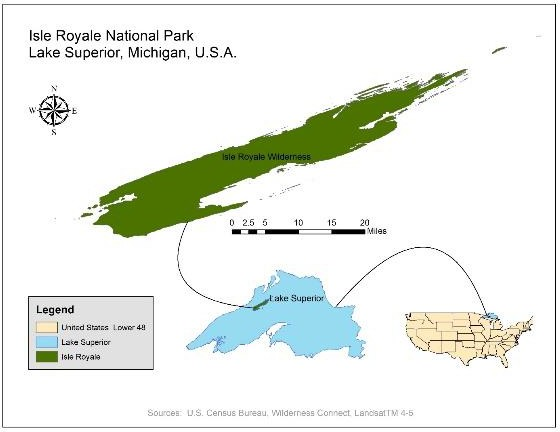 Isle Royale National Park
Lake Superior, Michigan, U.S.A.
N
W E
S
Isle Royale Wilderness
0 2.5 5 10 15 20
Miles
Lake Superior
Legend
United States Lower 48
Lake Superior
Isle Royale
Sources: U.S. Census Bureau, Wilderness Connect, LandsatTM 4-5